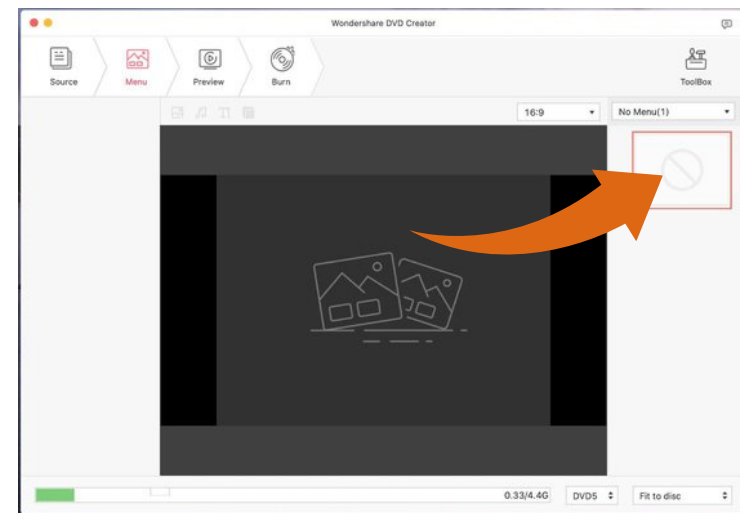 Wondershare DVD Creator
Source
Menu
Preview
Burn
ToolBox
16:9
No Menu(1)
0.33/4.4G
DVD5
Fit to disc